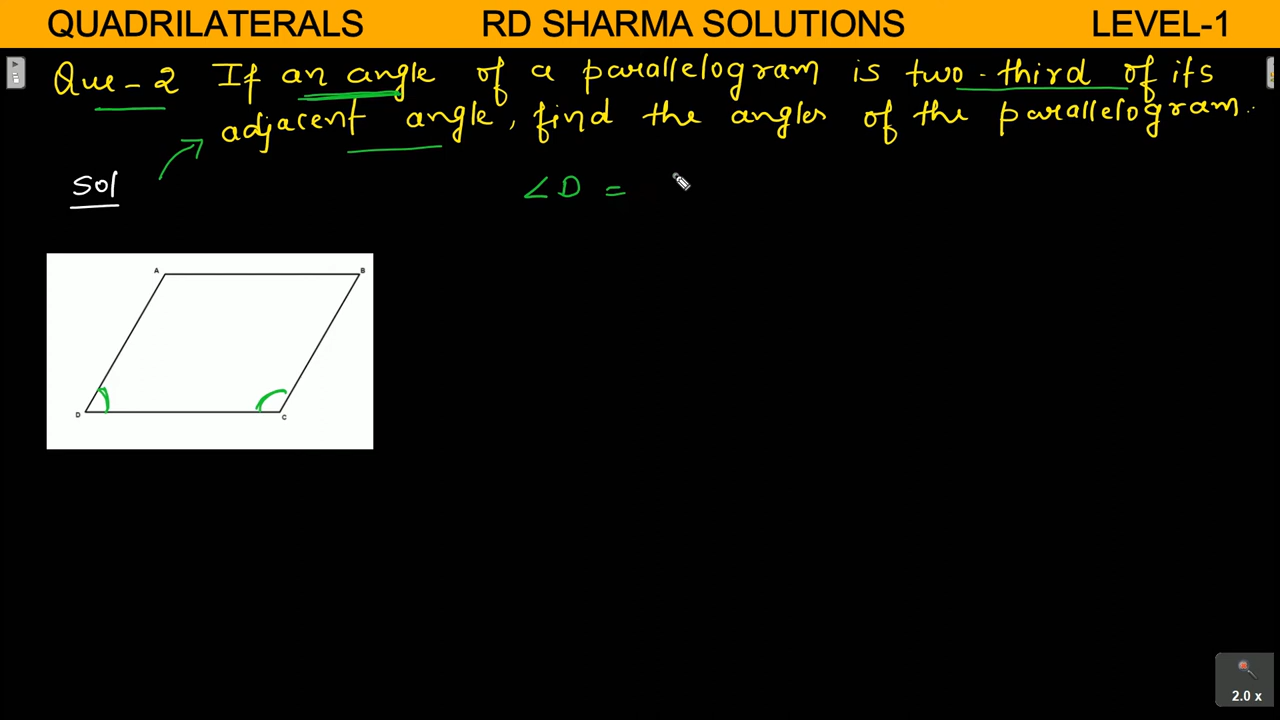 QUADRILATERALS RD SHARMA SOLUTIONS LEVEL-1
Que-2 If an angle of a parallelogram is two-third of its
adjacent angle, find the angles of the parallelogram.
Sol
∠D =
A
B
D
C
2.0 x